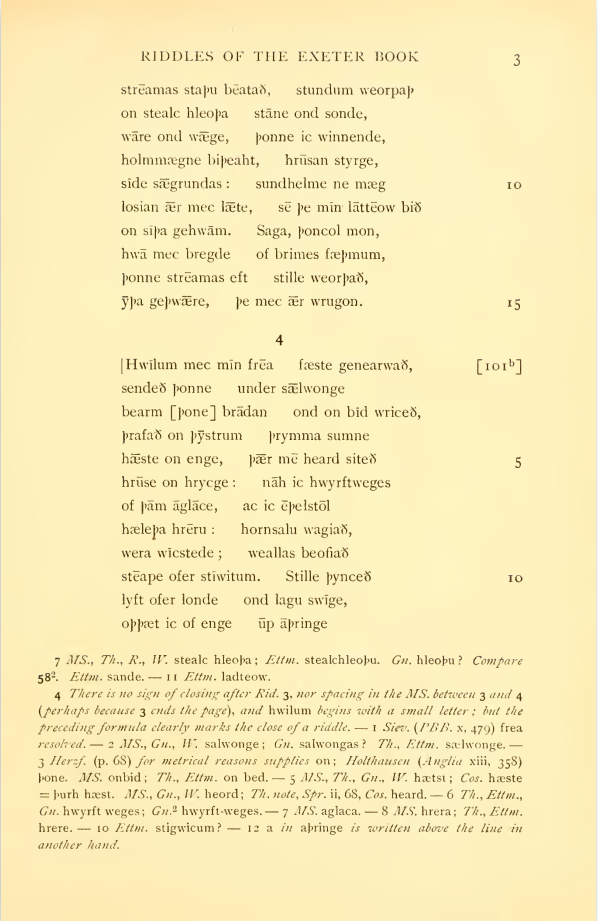 RIDDLES OF THE EXETER BOOK 3
strēamas staþu bēatað, stundum weorpaþ
on stealc hleoþa stāne ond sonde,
wāre ond wǣge, þonne ic winnende,
holmmægne biþeaht, hrūsan styrge,
sīde sǣgrundas : sundhelme ne mæg 10
losian ǣr mec lǣte, sē þe mīn lāttēow bið
on sīþa gehwām. Saga, þoncol mon,
hwā mec bregde of brimes fæþmum,
þonne strēamas eft stille weorþað,
ȳþa geþwǣre, þe mec ǣr wrugon. 15
4
|Hwīlum mec mīn frēa fæste genearwað, [101ᵇ]
sendeð þonne under sǣlwonge
bearm [þone] brādan ond on bīd wriceð,
þrafað on þȳstrum þrymma sumne
hǣste on enge, þǣr mē heard siteð 5
hrūse on hrycge : nāh ic hwyrftweges
of þām āglāce, ac ic ēþelstōl
hæleþa hrēru : hornsalu wagiað,
wera wīcstede ; weallas beofiað
stēape ofer stīwitum. Stille þynceð 10
lyft ofer londe ond lagu swīge,
oþþæt ic of enge ūp āþringe
7 MS., Th., R., W. stealc hleoþa ; Ettm. stealchleoþu. Gn. hleoþu ? Compare
58². Ettm. sande. — 11 Ettm. ladteow.
4 There is no sign of closing after Rid. 3, nor spacing in the MS. between 3 and 4
(perhaps because 3 ends the page), and hwilum begins with a small letter ; but the
preceding formula clearly marks the close of a riddle. — 1 Siev. (PBB. x, 479) frea
resolved. — 2 MS., Gn., W. salwonge ; Gn. salwongas ? Th., Ettm. sælwonge. —
3 Herzf. (p. 68) for metrical reasons supplies on ; Holthausen (Anglia xiii, 358)
þone. MS. onbid ; Th., Ettm. on bed. — 5 MS., Th., Gn., W. hætst ; Cos. hæste
= þurh hæst. MS., Gn., W. heord ; Th. note, Spr. ii, 68, Cos. heard. — 6 Th., Ettm.,
Gn. hwyrft weges ; Gn.² hwyrft-weges. — 7 MS. aglaca. — 8 MS. hrera ; Th., Ettm.
hrere. — 10 Ettm. stigwicum ? — 12 a in aþringe is written above the line in
another hand.